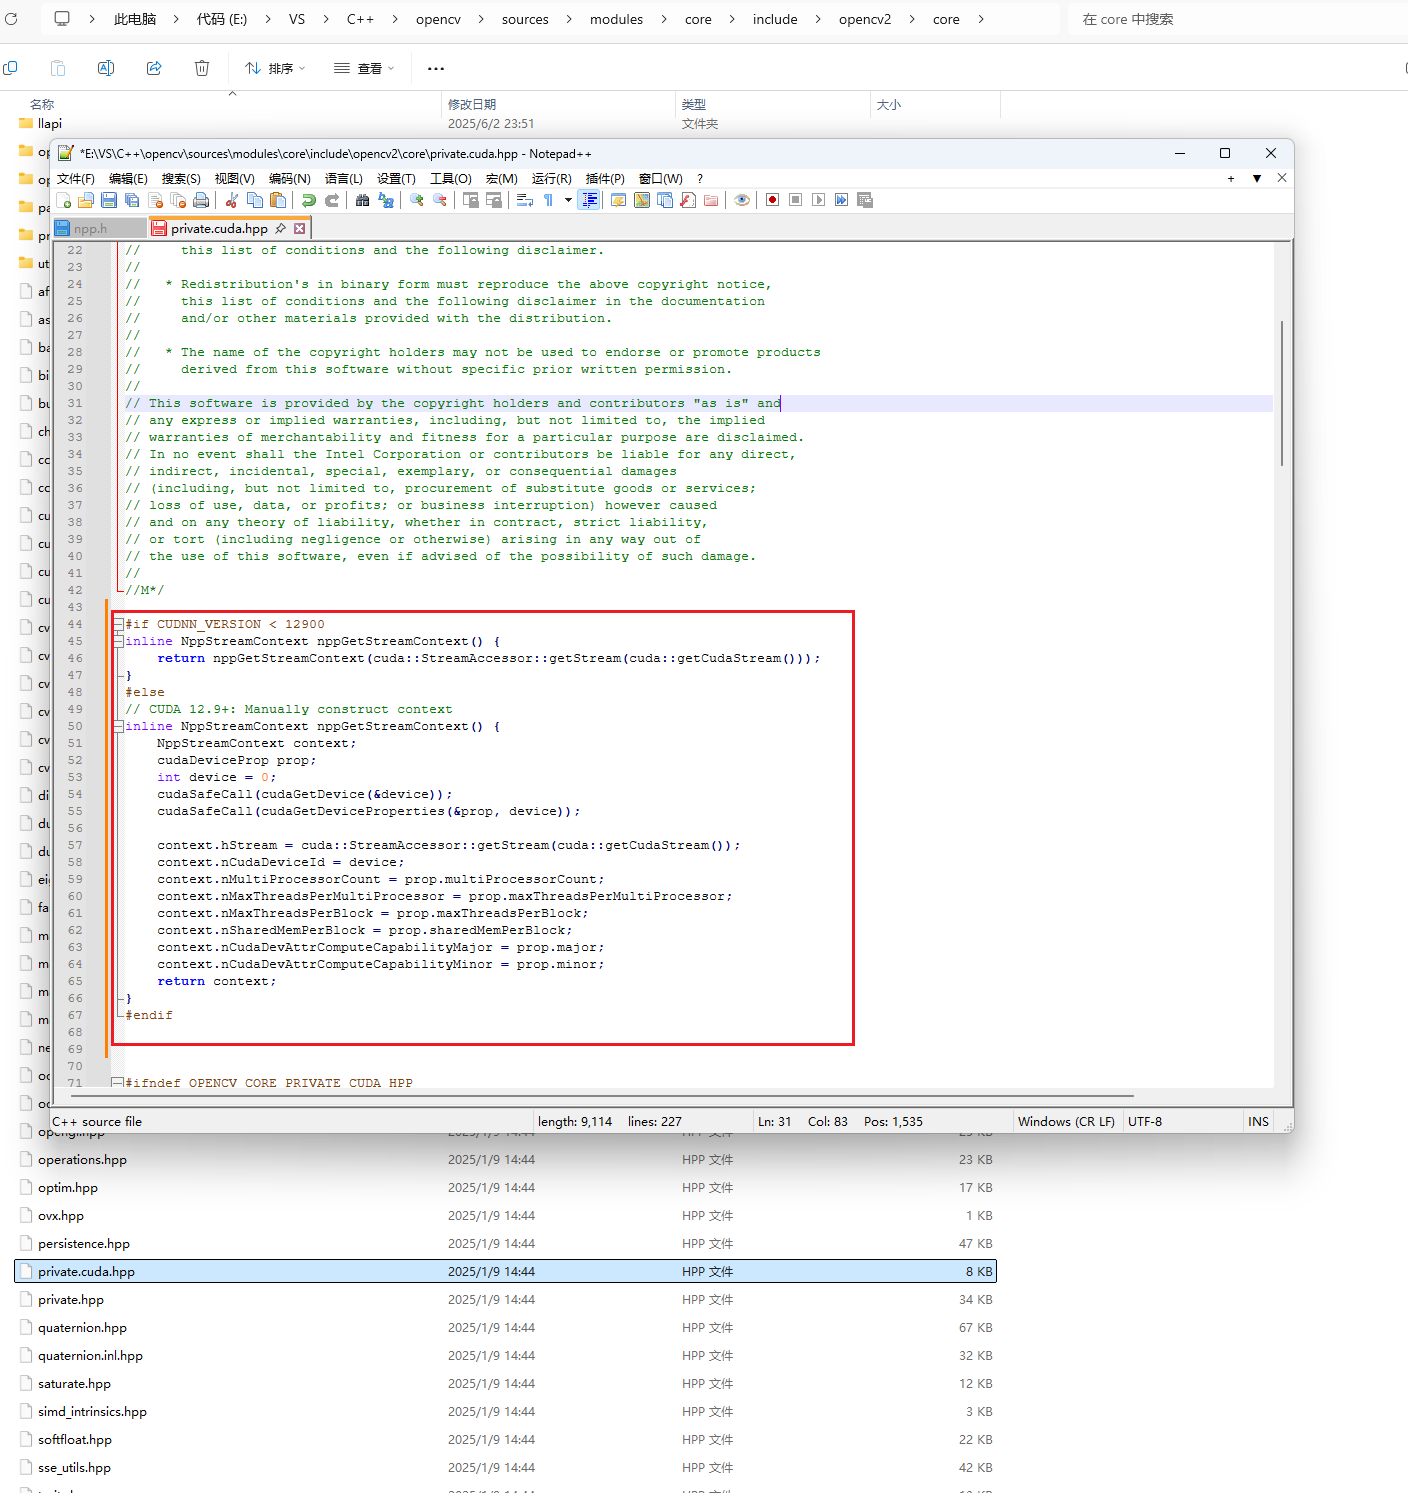 此电脑 > 代码 (E:) > VS > C++ > opencv > sources > modules > core > include > opencv2 > core >
在 core 中搜索
排序
查看
名称 修改日期 类型 大小
llapi 2025/6/2 23:51 文件夹
*E:\VS\C++\opencv\sources\modules\core\include\opencv2\core\private.cuda.hpp - Notepad++
文件(F) 编辑(E) 搜索(S) 视图(V) 编码(N) 语言(L) 设置(T) 工具(O) 宏(M) 运行(R) 插件(P) 窗口(W) ?
npp.h private.cuda.hpp
22 //     this list of conditions and the following disclaimer.
23 //
24 //   * Redistribution's in binary form must reproduce the above copyright notice,
25 //     this list of conditions and the following disclaimer in the documentation
26 //     and/or other materials provided with the distribution.
27 //
28 //   * The name of the copyright holders may not be used to endorse or promote products
29 //     derived from this software without specific prior written permission.
30 //
31 // This software is provided by the copyright holders and contributors "as is" and
32 // any express or implied warranties, including, but not limited to, the implied
33 // warranties of merchantability and fitness for a particular purpose are disclaimed.
34 // In no event shall the Intel Corporation or contributors be liable for any direct,
35 // indirect, incidental, special, exemplary, or consequential damages
36 // (including, but not limited to, procurement of substitute goods or services;
37 // loss of use, data, or profits; or business interruption) however caused
38 // and on any theory of liability, whether in contract, strict liability,
39 // or tort (including negligence or otherwise) arising in any way out of
40 // the use of this software, even if advised of the possibility of such damage.
41 //
42 //M*/
43
44 #if CUDNN_VERSION < 12900
45 inline NppStreamContext nppGetStreamContext() {
46     return nppGetStreamContext(cuda::StreamAccessor::getStream(cuda::getCudaStream()));
47 }
48 #else
49 // CUDA 12.9+: Manually construct context
50 inline NppStreamContext nppGetStreamContext() {
51     NppStreamContext context;
52     cudaDeviceProp prop;
53     int device = 0;
54     cudaSafeCall(cudaGetDevice(&device));
55     cudaSafeCall(cudaGetDeviceProperties(&prop, device));
56
57     context.hStream = cuda::StreamAccessor::getStream(cuda::getCudaStream());
58     context.nCudaDeviceId = device;
59     context.nMultiProcessorCount = prop.multiProcessorCount;
60     context.nMaxThreadsPerMultiProcessor = prop.maxThreadsPerMultiProcessor;
61     context.nMaxThreadsPerBlock = prop.maxThreadsPerBlock;
62     context.nSharedMemPerBlock = prop.sharedMemPerBlock;
63     context.nCudaDevAttrComputeCapabilityMajor = prop.major;
64     context.nCudaDevAttrComputeCapabilityMinor = prop.minor;
65     return context;
66 }
67 #endif
68
69
70
71 #ifndef OPENCV_CORE_PRIVATE_CUDA_HPP
C++ source file length: 9,114 lines: 227 Ln: 31 Col: 83 Pos: 1,535 Windows (CR LF) UTF-8 INS
operations.hpp 2025/1/9 14:44 HPP 文件 23 KB
optim.hpp 2025/1/9 14:44 HPP 文件 17 KB
ovx.hpp 2025/1/9 14:44 HPP 文件 1 KB
persistence.hpp 2025/1/9 14:44 HPP 文件 47 KB
private.cuda.hpp 2025/1/9 14:44 HPP 文件 8 KB
private.hpp 2025/1/9 14:44 HPP 文件 34 KB
quaternion.hpp 2025/1/9 14:44 HPP 文件 67 KB
quaternion.inl.hpp 2025/1/9 14:44 HPP 文件 32 KB
saturate.hpp 2025/1/9 14:44 HPP 文件 12 KB
simd_intrinsics.hpp 2025/1/9 14:44 HPP 文件 3 KB
softfloat.hpp 2025/1/9 14:44 HPP 文件 22 KB
sse_utils.hpp 2025/1/9 14:44 HPP 文件 42 KB